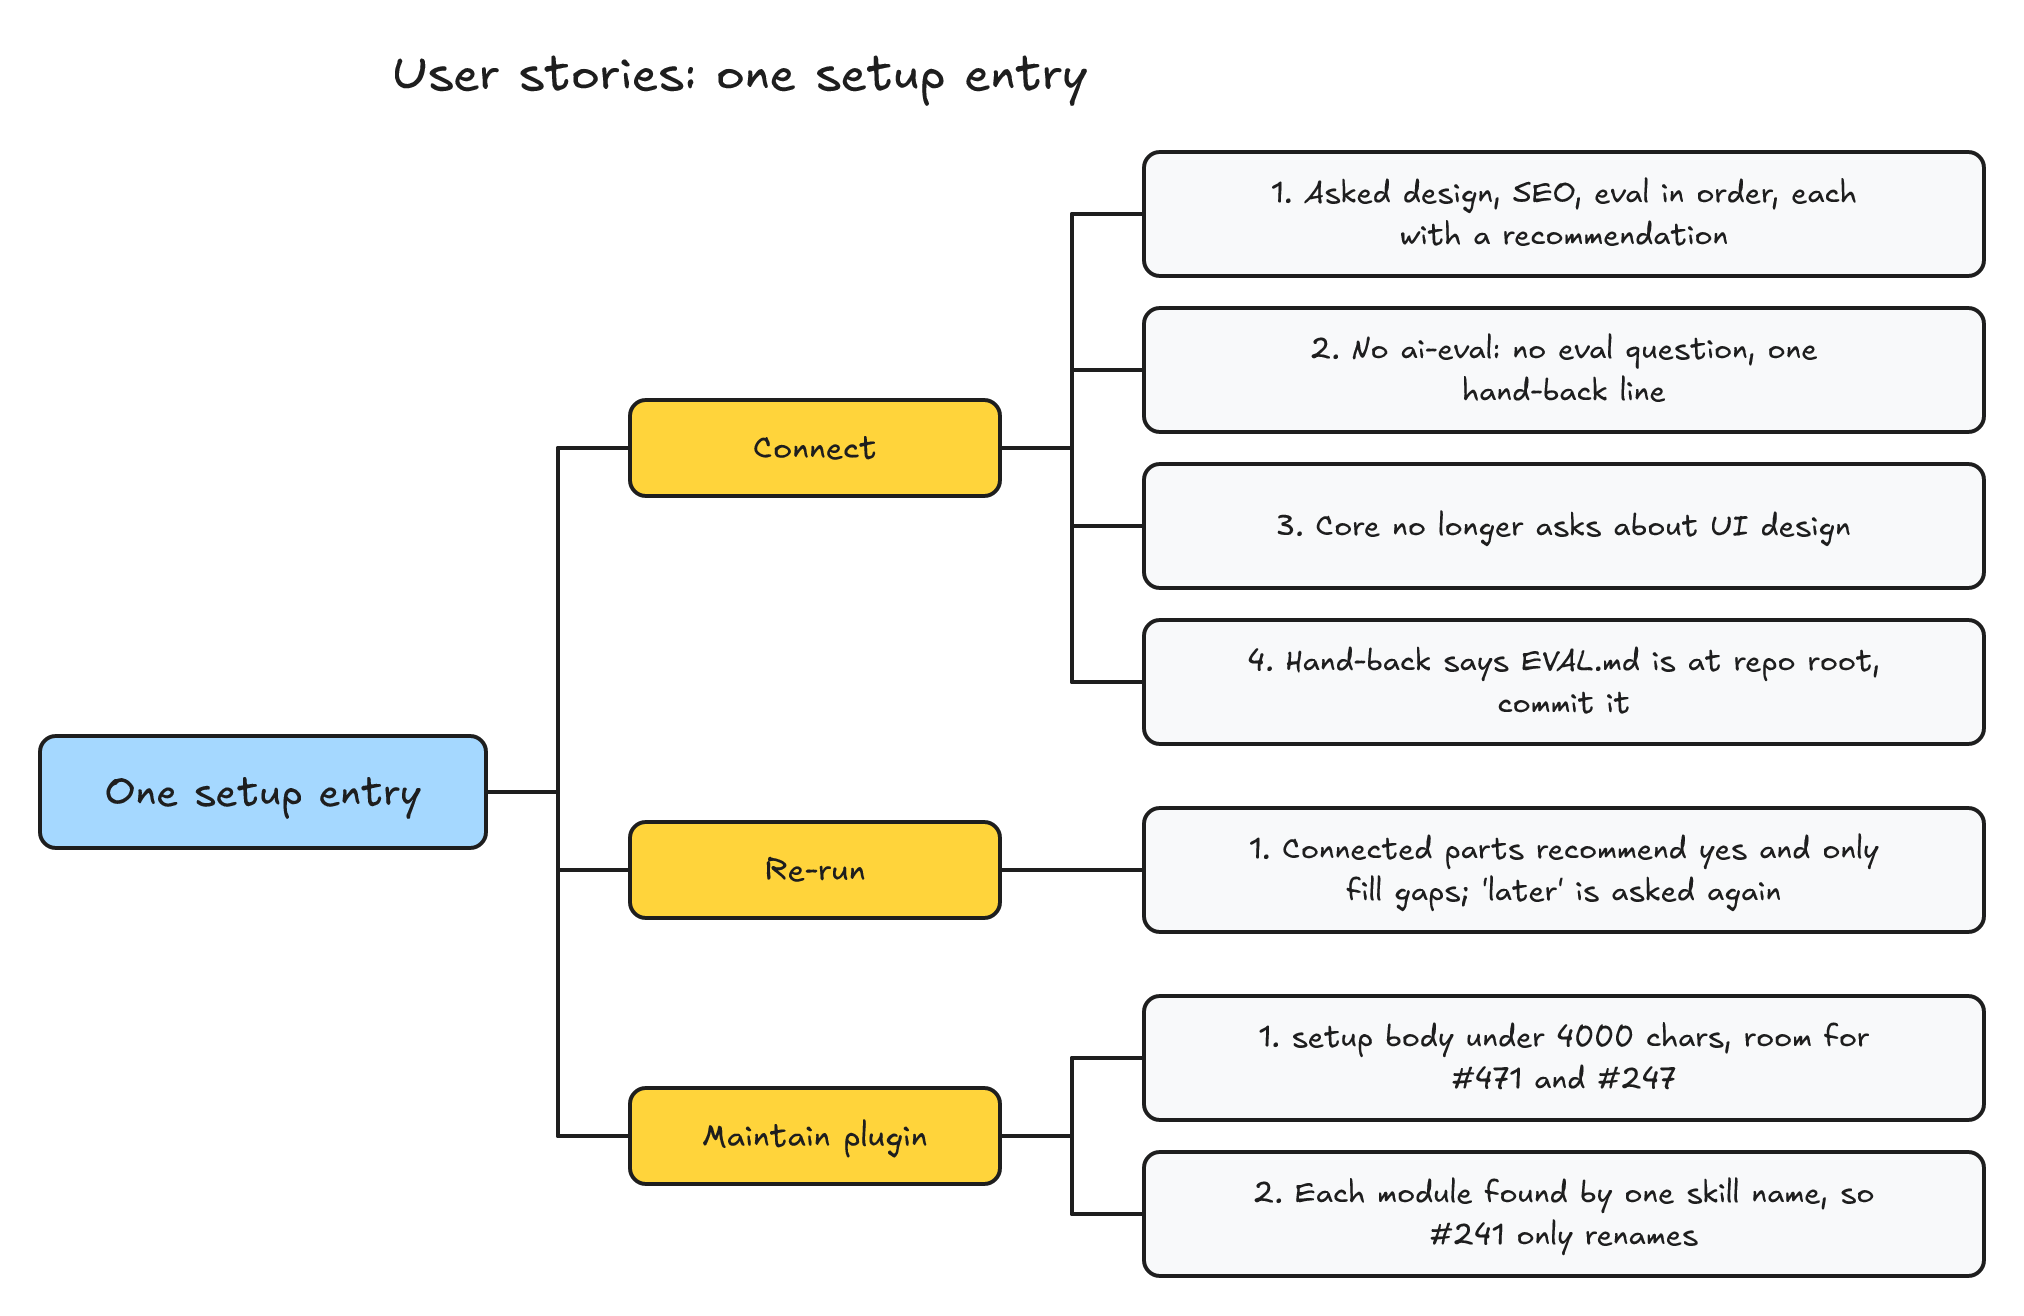 User stories: one setup entry
1. Asked design, SEO, eval in order, each
with a recommendation
2. No ai-eval: no eval question, one
hand-back line
Connect
3. Core no longer asks about UI design
4. Hand-back says EVAL.md is at repo root,
commit it
One setup entry
Re-run
1. Connected parts recommend yes and only
fill gaps; 'later' is asked again
Maintain plugin
1. setup body under 4000 chars, room for
#471 and #247
2. Each module found by one skill name, so
#241 only renames